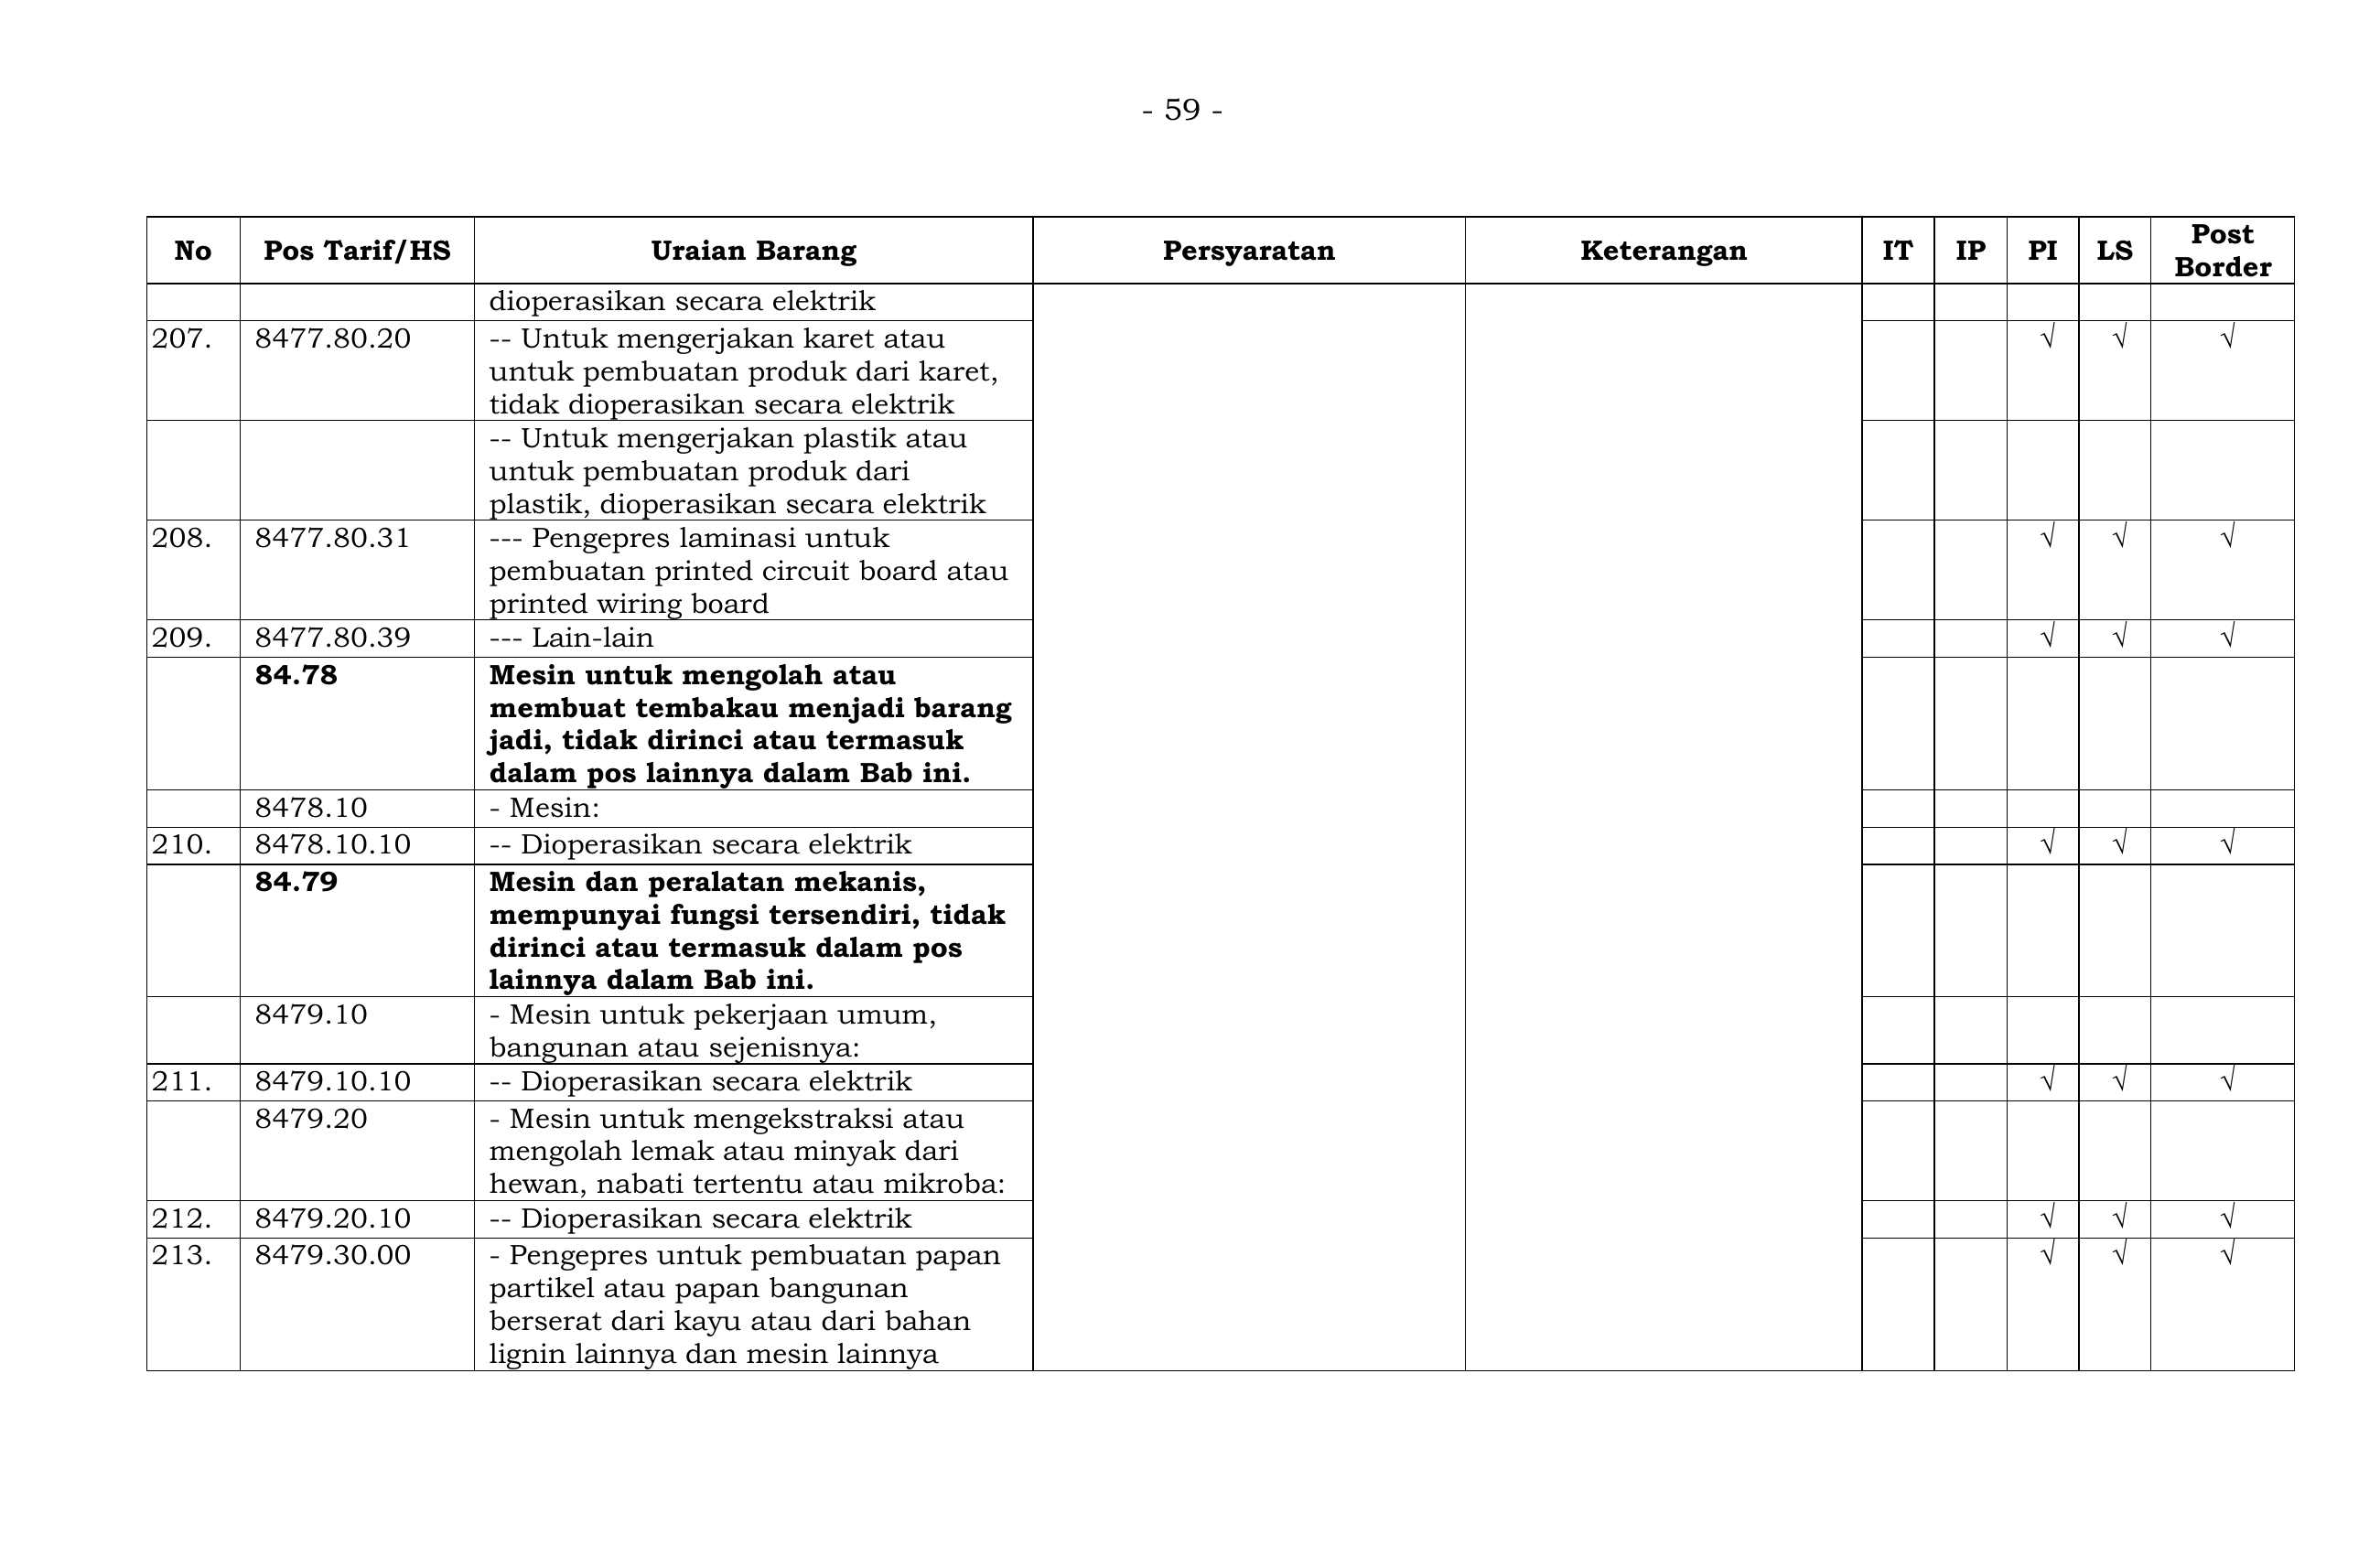 - 59 -
No Pos Tarif/HS Uraian Barang Persyaratan Keterangan IT IP PI LS Post
Border
dioperasikan secara elektrik
207. 8477.80.20 -- Untuk mengerjakan karet atau √ √ √
untuk pembuatan produk dari karet,
tidak dioperasikan secara elektrik
-- Untuk mengerjakan plastik atau
untuk pembuatan produk dari
plastik, dioperasikan secara elektrik
208. 8477.80.31 --- Pengepres laminasi untuk √ √ √
pembuatan printed circuit board atau
printed wiring board
209. 8477.80.39 --- Lain-lain √ √ √
84.78 Mesin untuk mengolah atau
membuat tembakau menjadi barang
jadi, tidak dirinci atau termasuk
dalam pos lainnya dalam Bab ini.
8478.10 - Mesin:
210. 8478.10.10 -- Dioperasikan secara elektrik √ √ √
84.79 Mesin dan peralatan mekanis,
mempunyai fungsi tersendiri, tidak
dirinci atau termasuk dalam pos
lainnya dalam Bab ini.
8479.10 - Mesin untuk pekerjaan umum,
bangunan atau sejenisnya:
211. 8479.10.10 -- Dioperasikan secara elektrik √ √ √
8479.20 - Mesin untuk mengekstraksi atau
mengolah lemak atau minyak dari
hewan, nabati tertentu atau mikroba:
212. 8479.20.10 -- Dioperasikan secara elektrik √ √ √
213. 8479.30.00 - Pengepres untuk pembuatan papan √ √ √
partikel atau papan bangunan
berserat dari kayu atau dari bahan
lignin lainnya dan mesin lainnya